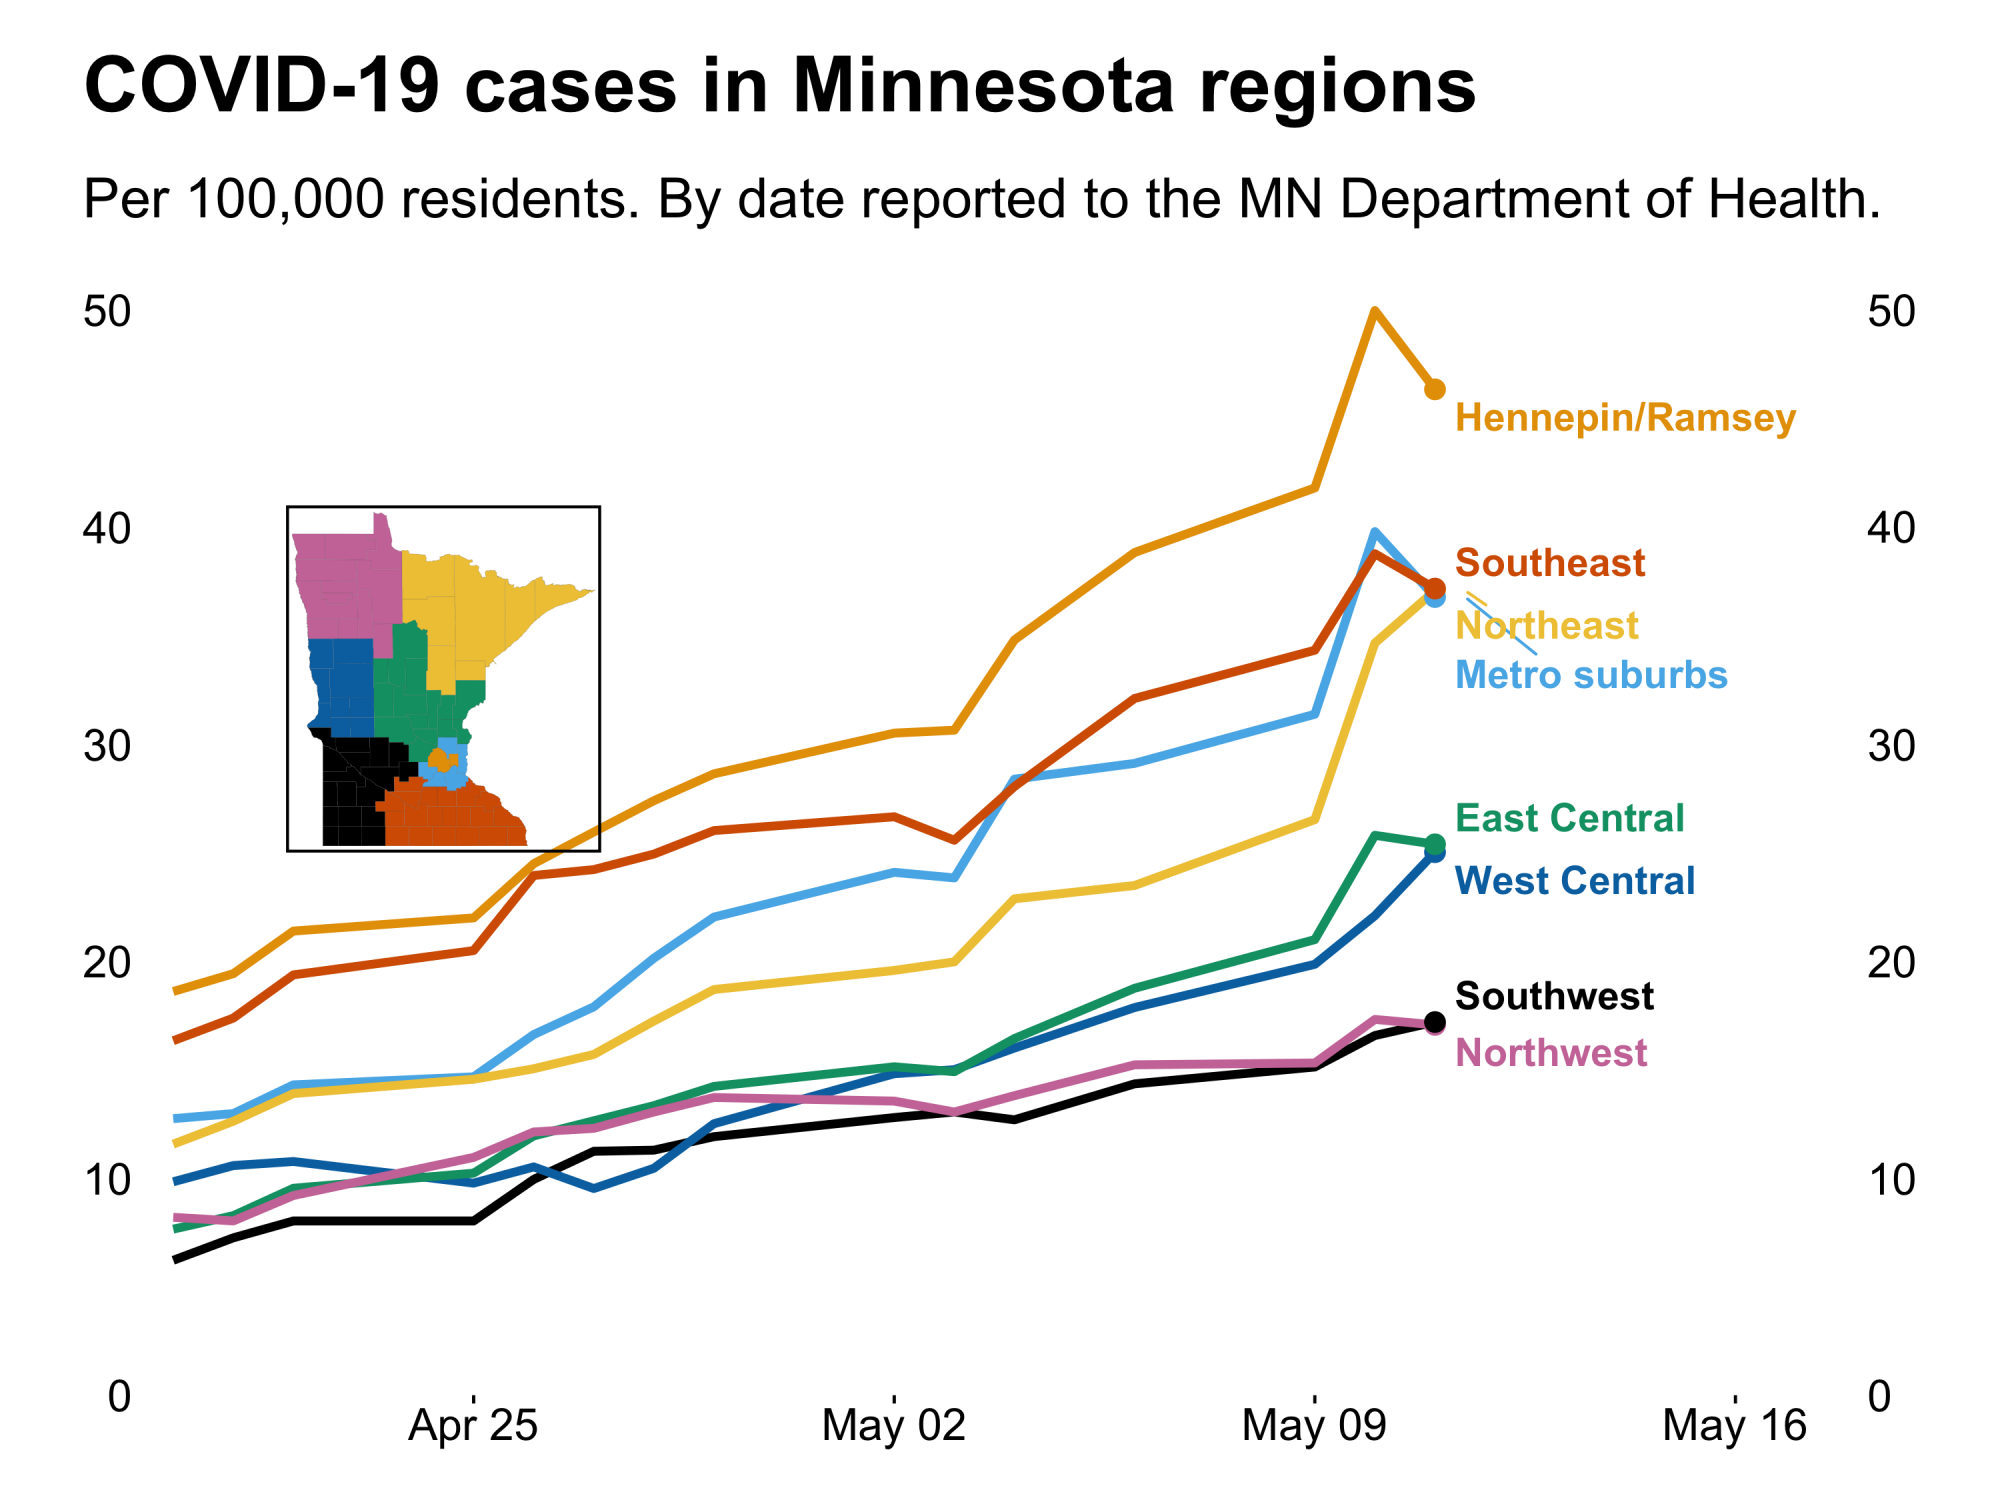 COVID-19 cases in Minnesota regions
Per 100,000 residents. By date reported to the MN Department of Health.
50
50
Hennepin/Ramsey
40
40
Southeast
Northeast
Metro suburbs
30
30
East Central
West Central
20
20
Southwest
Northwest
10
10
0
0
Apr 25
May 02
May 09
May 16